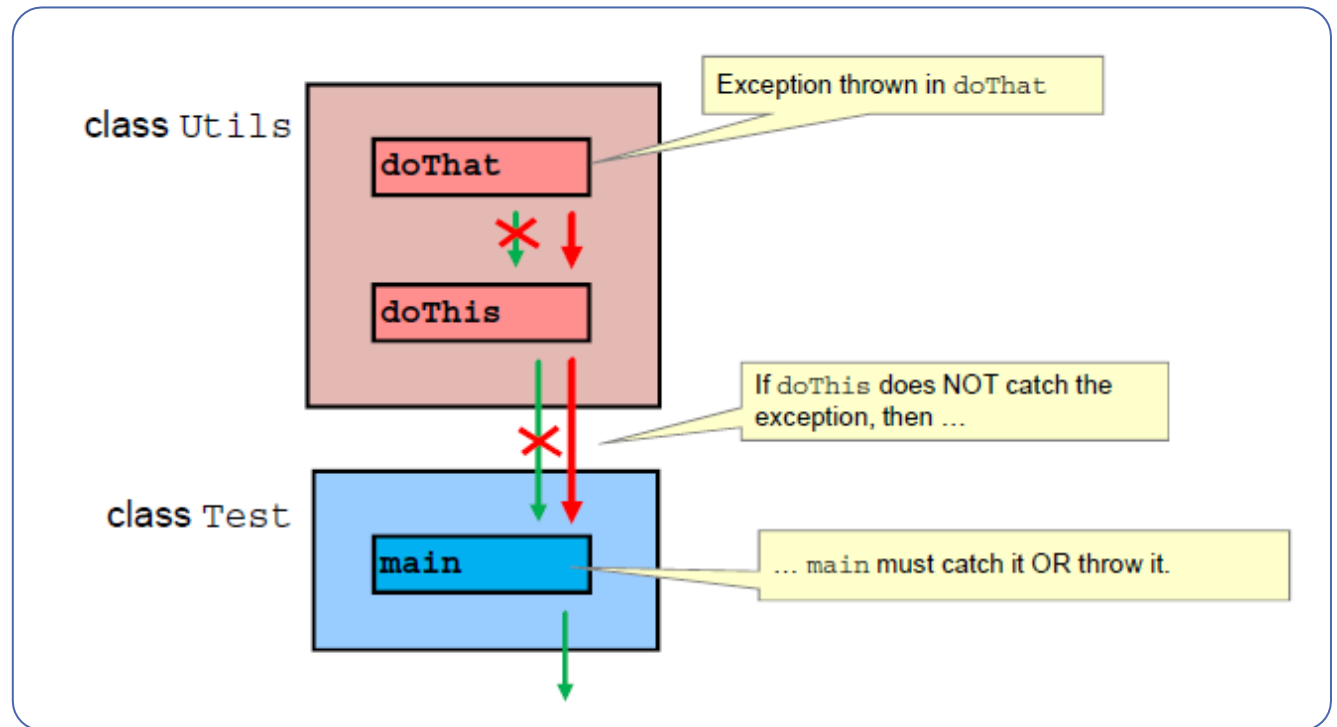 Exception thrown in doThat
class Utils
doThat
doThis
If doThis does NOT catch the
exception, then …
class Test
main
… main must catch it OR throw it.